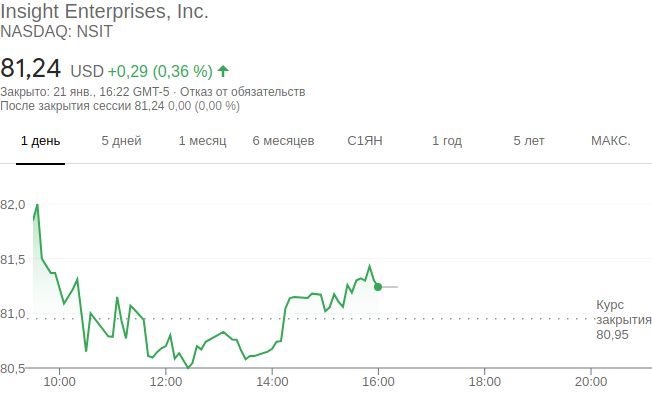 Insight Enterprises, Inc.
NASDAQ: NSIT
81,24 USD +0,29 (0,36 %)
Закрыто: 21 янв., 16:22 GMT-5 · Отказ от обязательств
После закрытия сессии 81,24 0,00 (0,00 %)
1 день 5 дней 1 месяц 6 месяцев С1ЯН 1 год 5 лет МАКС.
82,0
81,5
81,0
80,5
Курс
закрытия
80,95
10:00 12:00 14:00 16:00 18:00 20:00